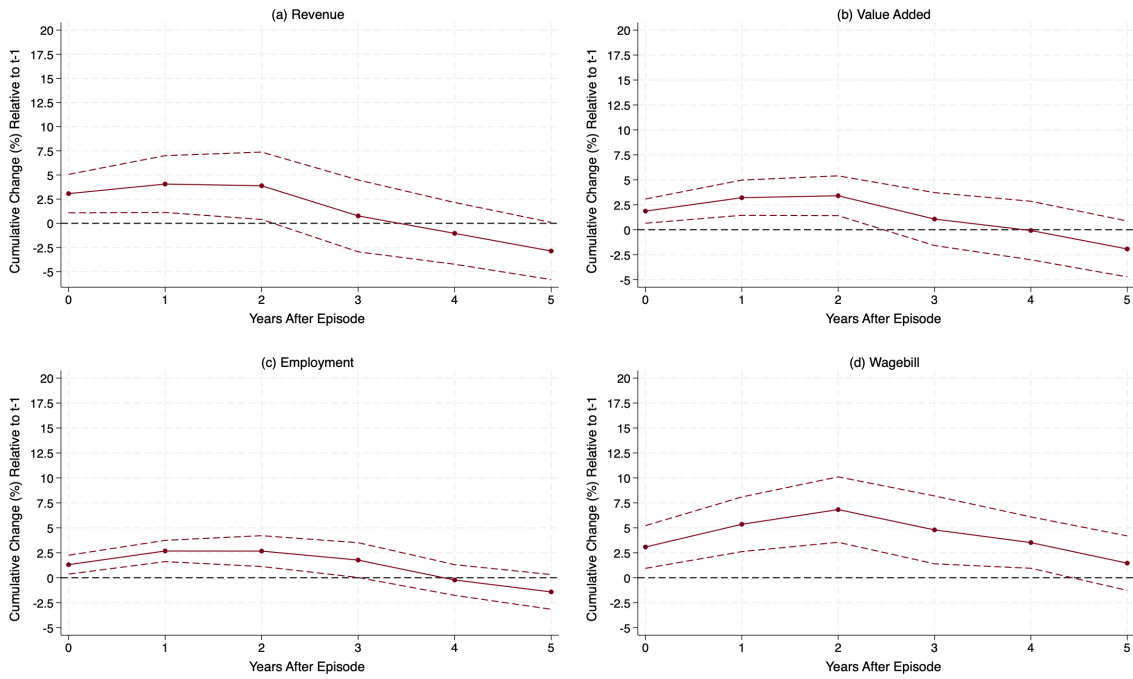 (a) Revenue
Cumulative Change (%) Relative to t-1
20
17.5
15
12.5
10
7.5
5
2.5
0
-2.5
-5
0 1 2 3 4 5
Years After Episode
(b) Value Added
Cumulative Change (%) Relative to t-1
20
17.5
15
12.5
10
7.5
5
2.5
0
-2.5
-5
0 1 2 3 4 5
Years After Episode
(c) Employment
Cumulative Change (%) Relative to t-1
20
17.5
15
12.5
10
7.5
5
2.5
0
-2.5
-5
0 1 2 3 4 5
Years After Episode
(d) Wagebill
Cumulative Change (%) Relative to t-1
20
17.5
15
12.5
10
7.5
5
2.5
0
-2.5
-5
0 1 2 3 4 5
Years After Episode